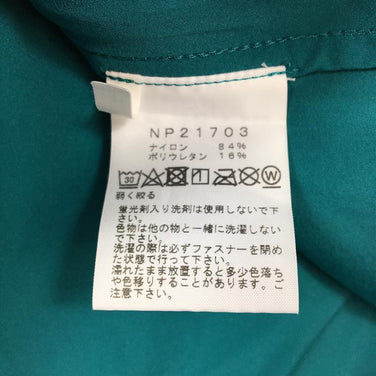 NP21703
ナイロン 84%
ポリウレタン 16%
30
W
弱く絞る
蛍光剤入り洗剤は使用しないで下さい。
色物は他の物と一緒に洗濯しないで下さい。
洗濯の際は必ずファスナーを閉めた状態で行って下さい。
濡れたまま放置すると多少色落ちや色移りすることがあります。ご注意下さい。